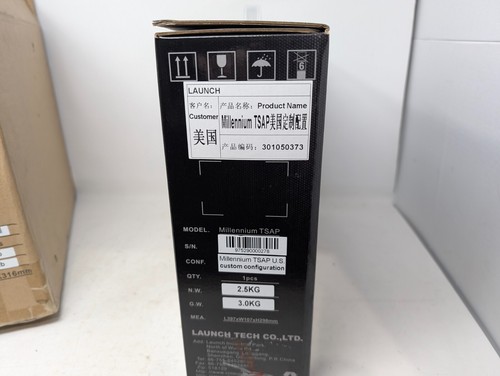 6
LAUNCH
客户名: 产品名称: Product Name
Customer Millennium TSAP美国定制配置
美国 产品编码: 301050373
MODEL. Millennium TSAP
S/N.
CONF. Millennium TSAP U.S.
custom configuration
QTY. 1pcs
N.W. 2.5KG
G.W. 3.0KG
MEA.
LAUNCH TECH CO.,LTD.
316mm